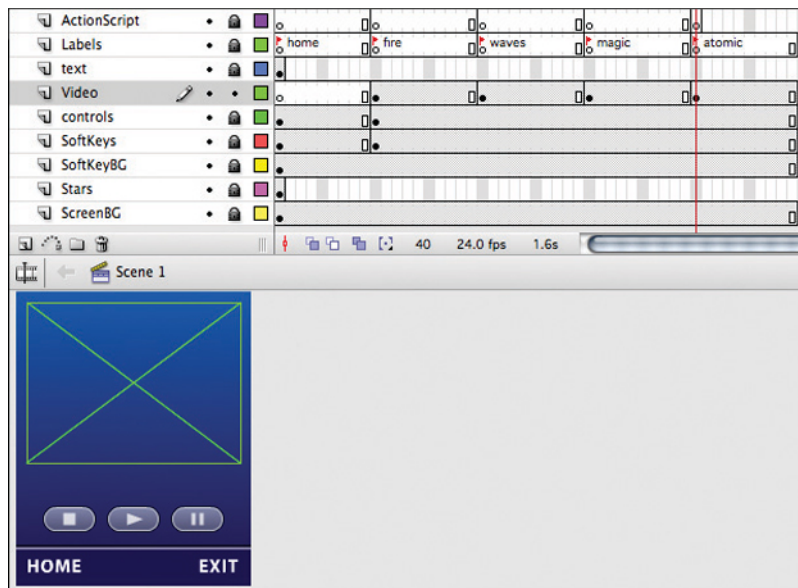 ActionScript
Labels home fire waves magic atomic
text
Video
controls
SoftKeys
SoftKeyBG
Stars
ScreenBG
40 24.0 fps 1.6s
Scene 1
HOME EXIT